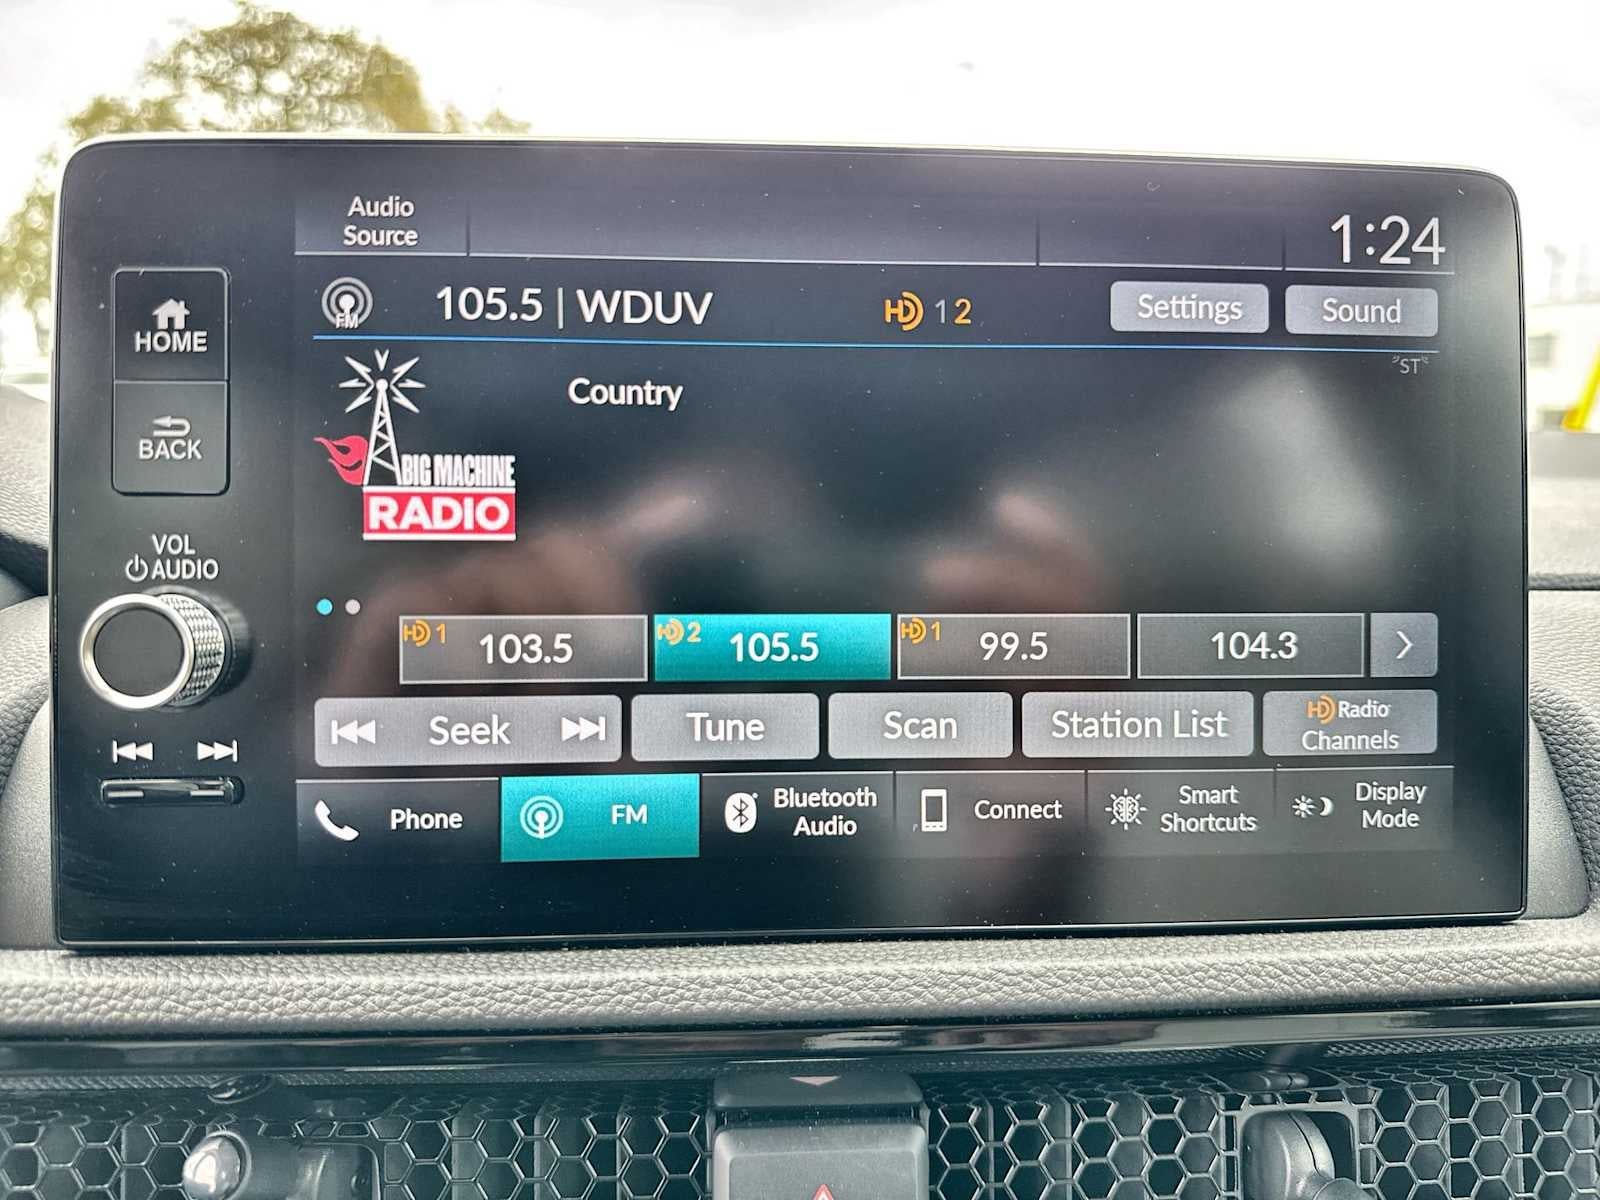 Audio
Source
1:24
HOME
BACK
VOL
AUDIO
FM
105.5 | WDUV
HD 1 2
Settings
Sound
"ST"
Country
BIG MACHINE
RADIO
HD 1 103.5
HD 2 105.5
HD 1 99.5
104.3
Seek
Tune
Scan
Station List
HD Radio
Channels
Phone
FM
Bluetooth
Audio
Connect
Smart
Shortcuts
Display
Mode